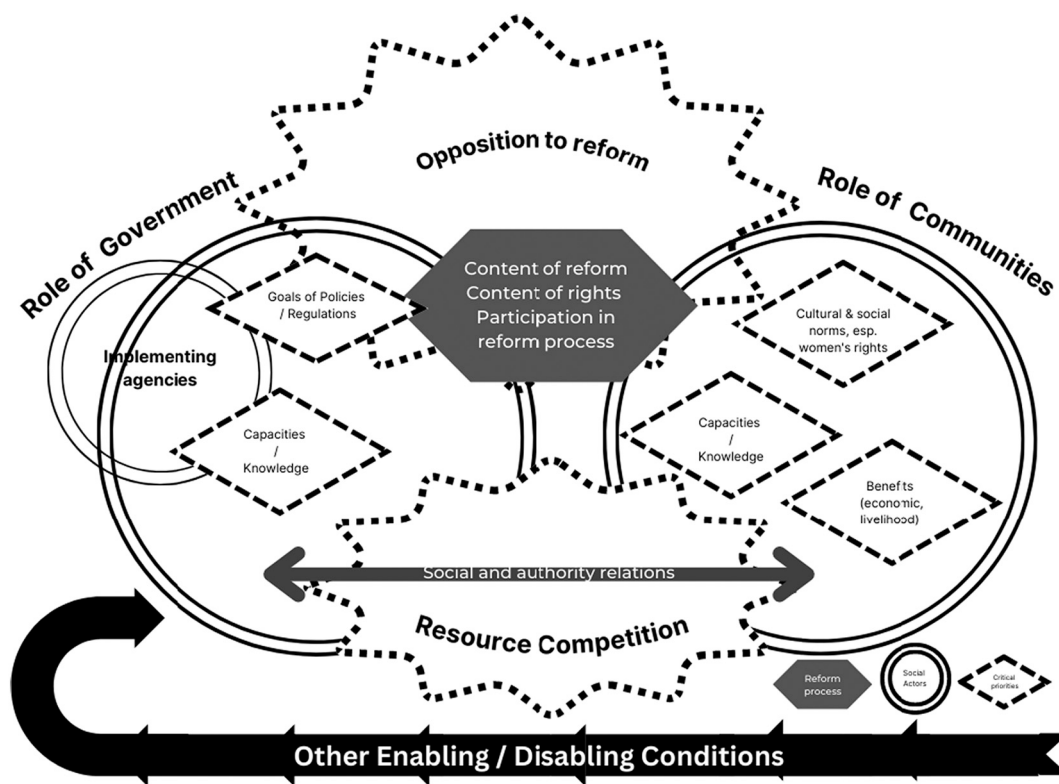 Opposition to reform
Role of Government
Role of Communities
Content of reform
Content of rights
Participation in
reform process
Goals of Policies
/ Regulations
Cultural & social
norms, esp.
women's rights
Implementing
agencies
Capacities
/
Knowledge
Capacities
/
Knowledge
Benefits
(economic,
livelihood)
Social and authority relations
Resource Competition
Reform
process
Social
Actors
Critical
priorities
Other Enabling / Disabling Conditions